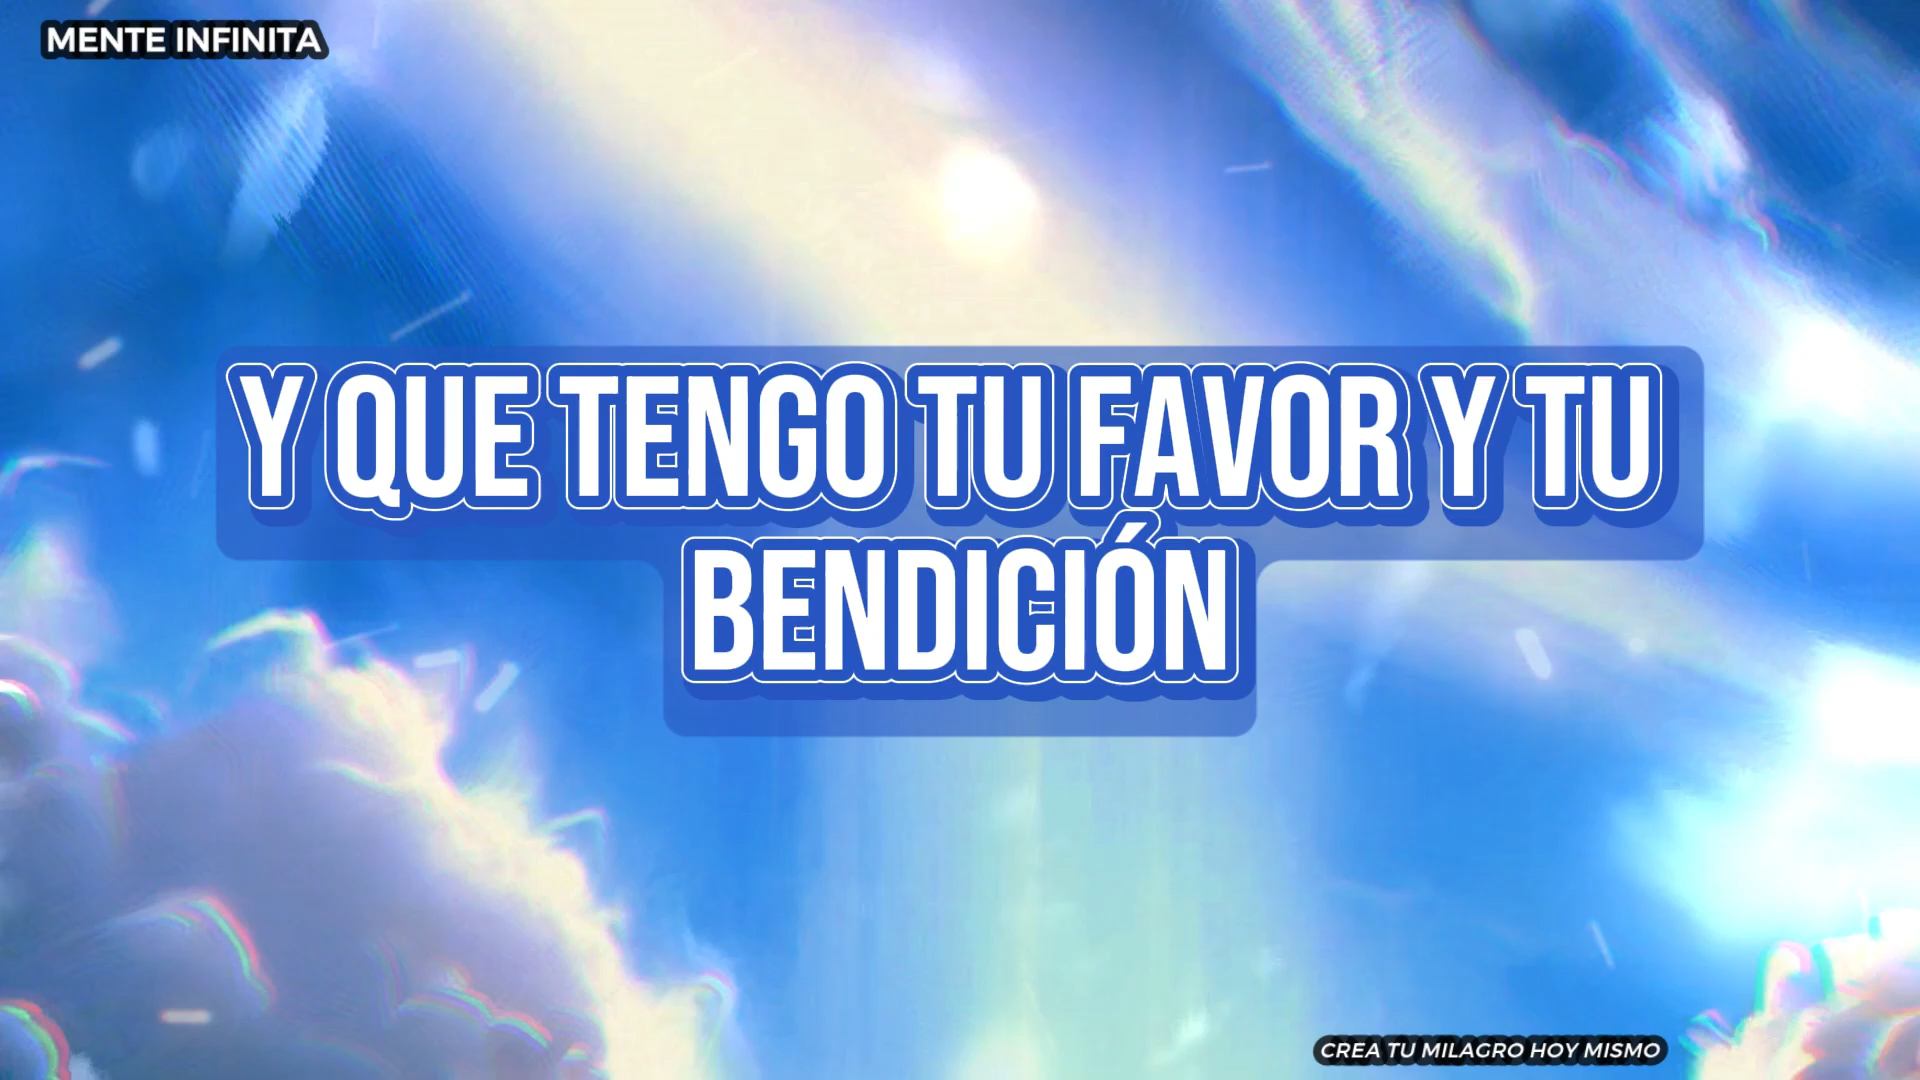 MENTE INFINITA
Y QUE TENGO TU FAVOR Y TU
BENDICIÓN
CREA TU MILAGRO HOY MISMO